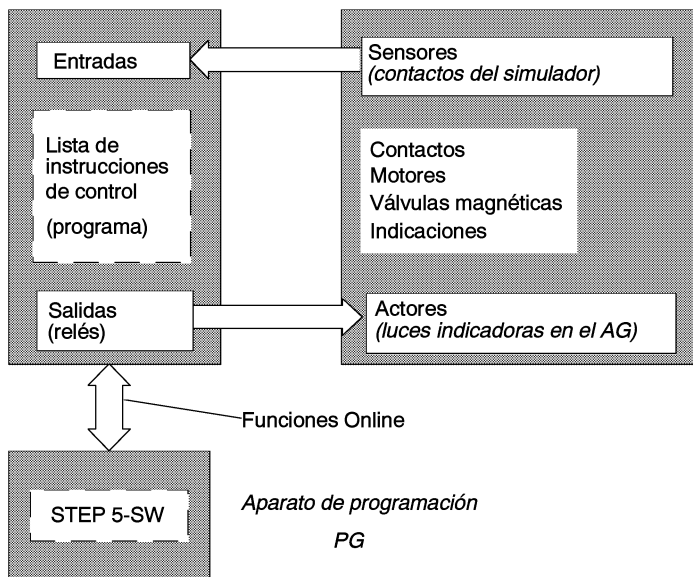 Entradas
Lista de
instrucciones
de control
(programa)
Salidas
(relés)
Sensores
(contactos del simulador)
Contactos
Motores
Válvulas magnéticas
Indicaciones
Actores
(luces indicadoras en el AG)
Funciones Online
STEP 5-SW
Aparato de programación
PG